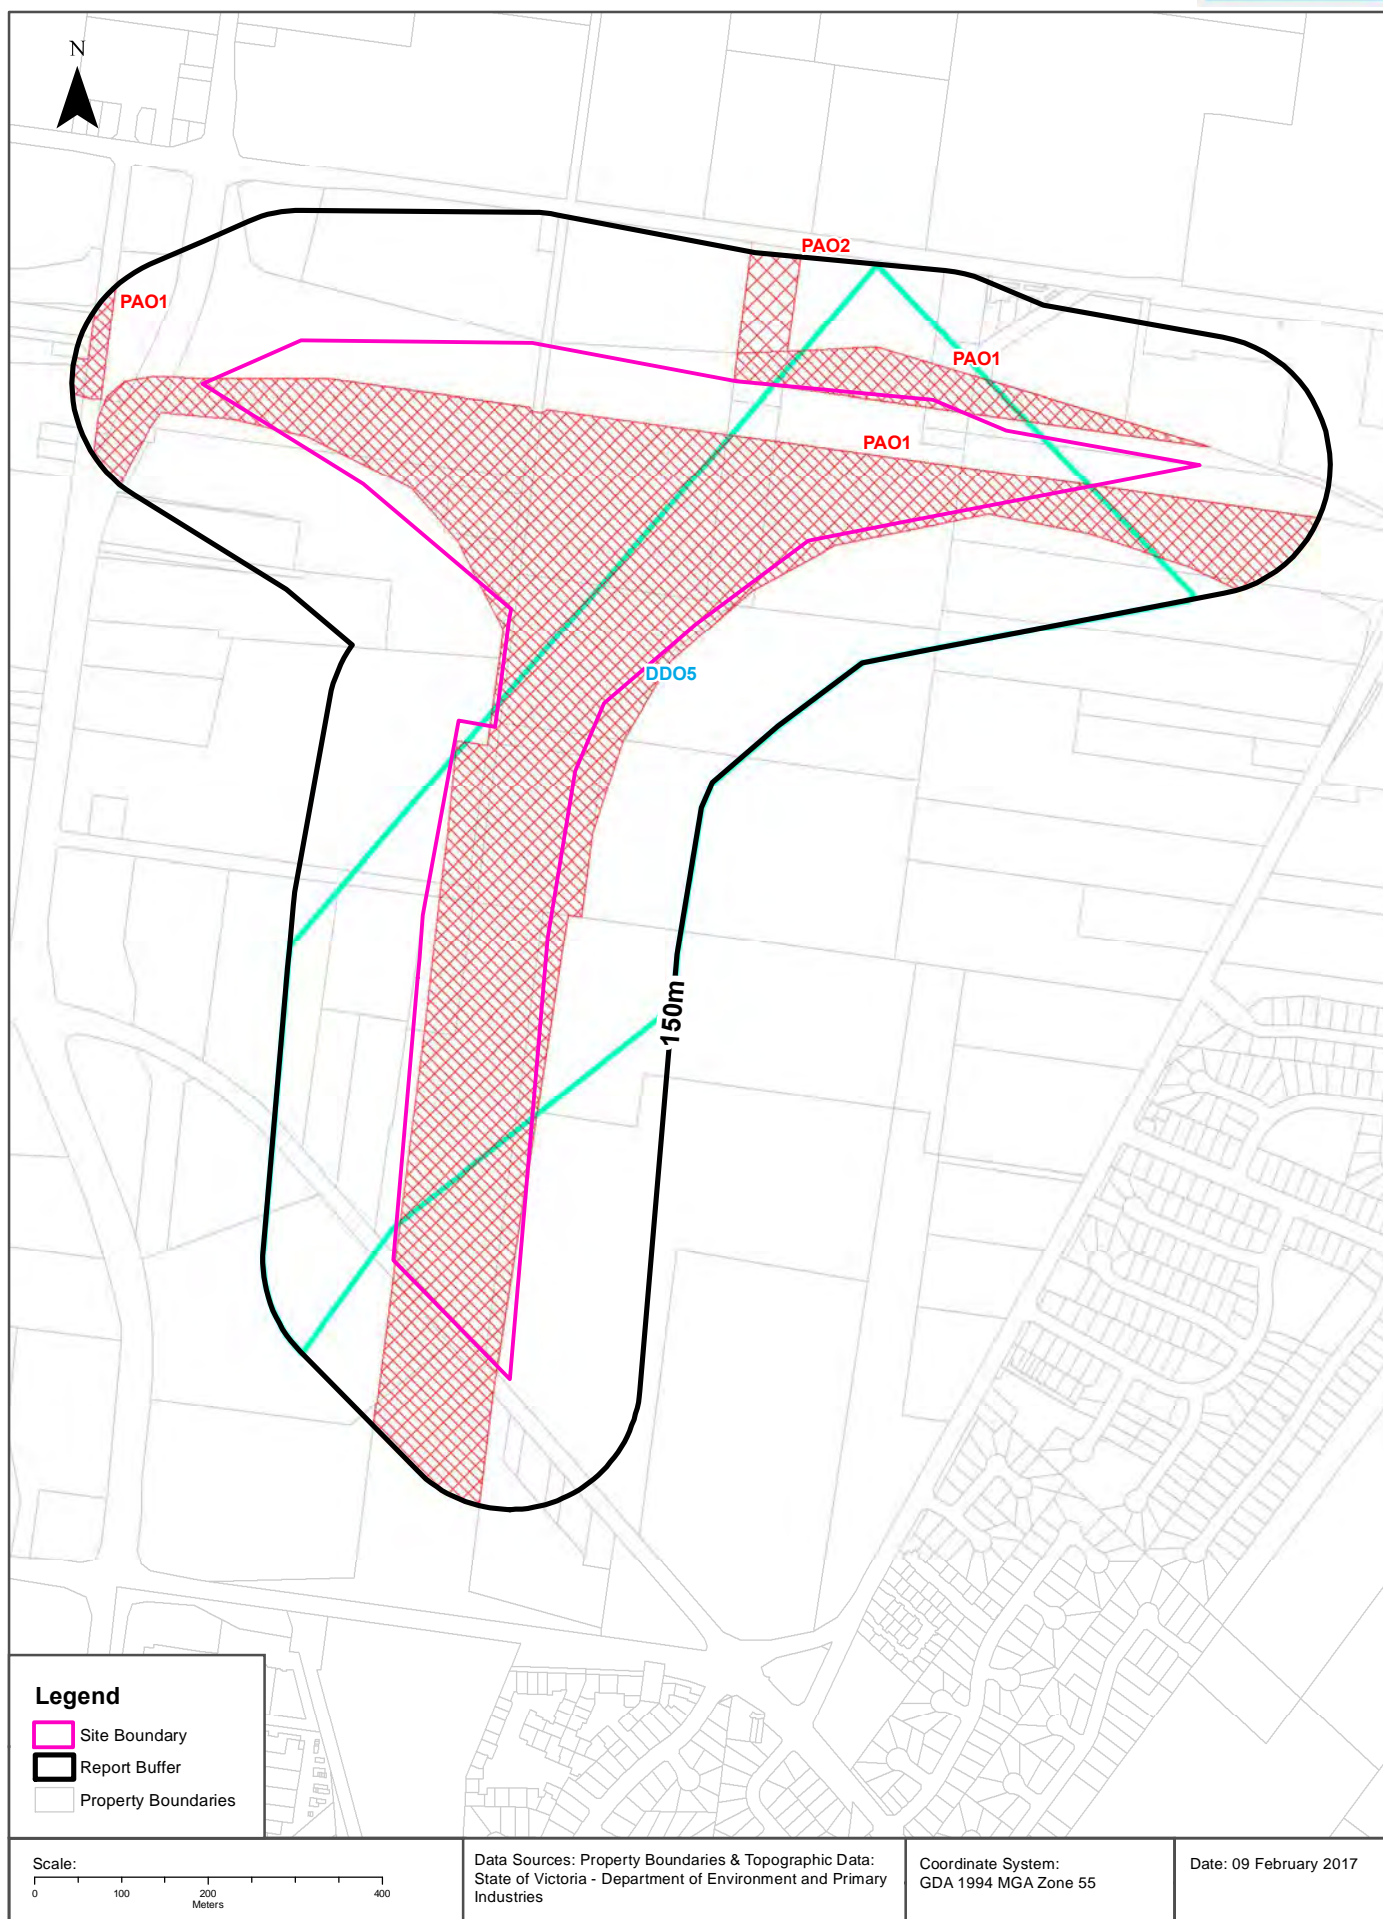 N
PAO2
PAO1
PAO1
PAO1
DDO5
150m
Legend
Site Boundary
Report Buffer
Property Boundaries
Scale:
0 100 200 400
Meters
Data Sources: Property Boundaries & Topographic Data:
State of Victoria - Department of Environment and Primary
Industries
Coordinate System:
GDA 1994 MGA Zone 55
Date: 09 February 2017